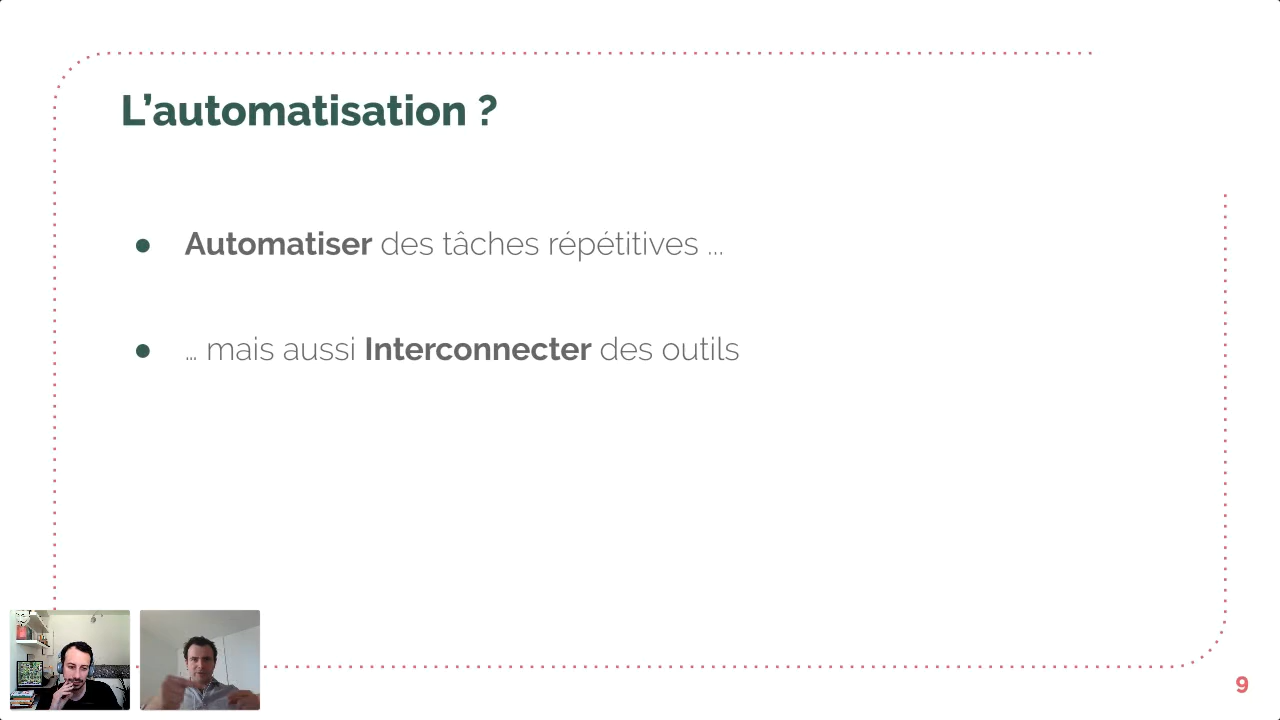 L’automatisation ?
● Automatiser des tâches répétitives ...
● … mais aussi Interconnecter des outils
9